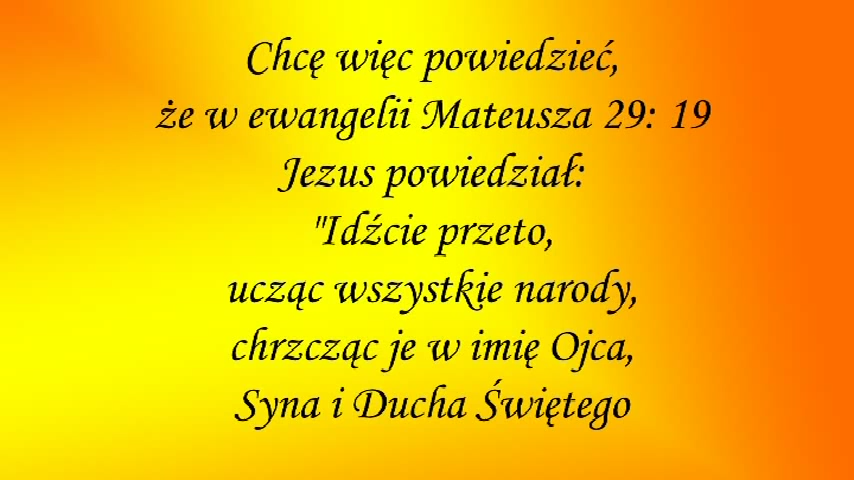 Chcę więc powiedzieć,
że w ewangelii Mateusza 29: 19
Jezus powiedział:
"Idźcie przeto,
ucząc wszystkie narody,
chrzcząc je w imię Ojca,
Syna i Ducha Świętego